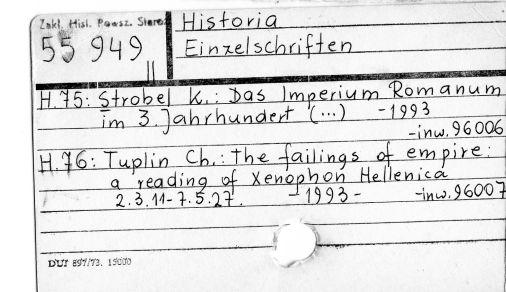 Zakł. Hist. Powsz. Staroż
Historia
55 949
II
Einzelschriften
H.75: Strobel K.: Das Imperium Romanum
im 3. Jahrhundert (...) -1993
-inw. 96006
H.76: Tuplin Ch.: The failings of empire:
a reading of Xenophon Hellenica
2.3.11-7.5.27. -1993- -inw. 96007
DUJ 897/73. 15000